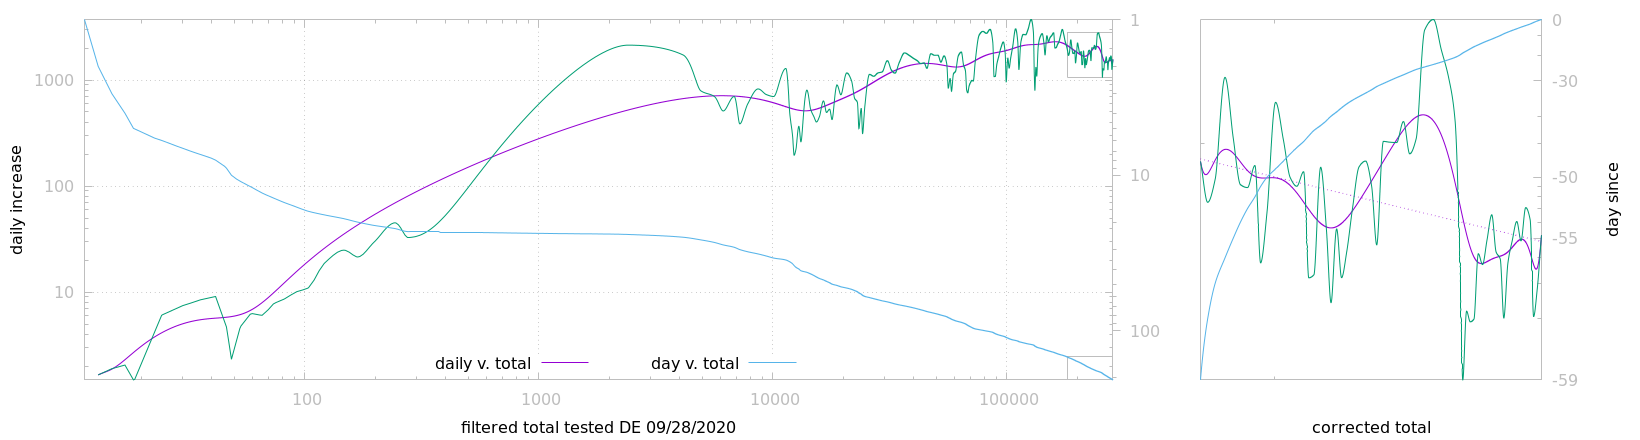 1000
100
10
daily increase
daily v. total
day v. total
100
1000
10000
100000
filtered total tested DE 09/28/2020
1
10
100
0
-30
-50
-55
-59
day since
corrected total